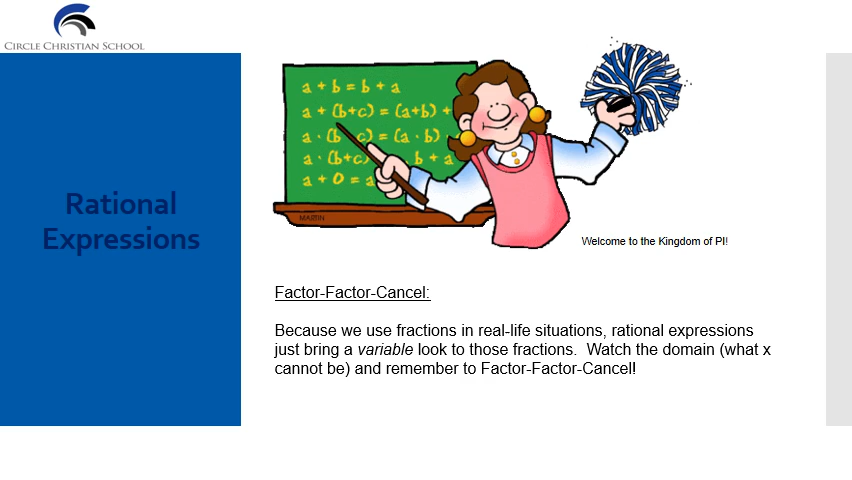 CIRCLE CHRISTIAN SCHOOL
Rational
Expressions
a + b = b + a
a + (b+c) = (a+b) +
a · (b c) = (a · b)
a · (b+c) · b + a
a + 0 = a
MARTIN
Welcome to the Kingdom of PI!
Factor-Factor-Cancel:
Because we use fractions in real-life situations, rational expressions
just bring a variable look to those fractions.  Watch the domain (what x
cannot be) and remember to Factor-Factor-Cancel!